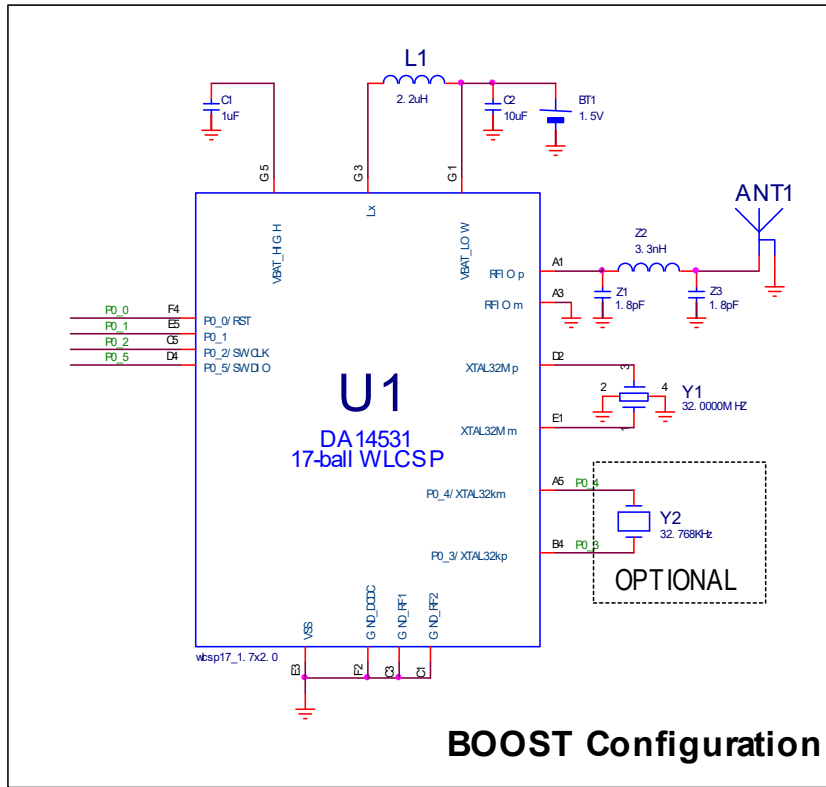 L1
2.2uH
C1
1uF
C2
10uF
BT1
1.5V
G5
G3
G1
VBAT_HIGH
Lx
VBAT_LOW
ANT1
Z2
3.3nH
A1
RFIOp
Z1
1.8pF
Z3
1.8pF
A3
RFIOm
P0_0
F4
P0_0/RST
P0_1
E5
P0_1
P0_2
C5
P0_2/SWCLK
P0_5
D4
P0_5/SWDIO
D2
XTAL32Mp
3
2
4
Y1
32.0000MHZ
1
E1
XTAL32Mm
U1
DA14531
17-ball WLCSP
A5
P0_4
P0_4/XTAL32km
Y2
32.768KHz
B4
P0_3
P0_3/XTAL32kp
OPTIONAL
VSS
GND_DCDC
GND_RF1
GND_RF2
wlcsp17_1.7x2.0
E3
F2
C3
C1
BOOST Configuration